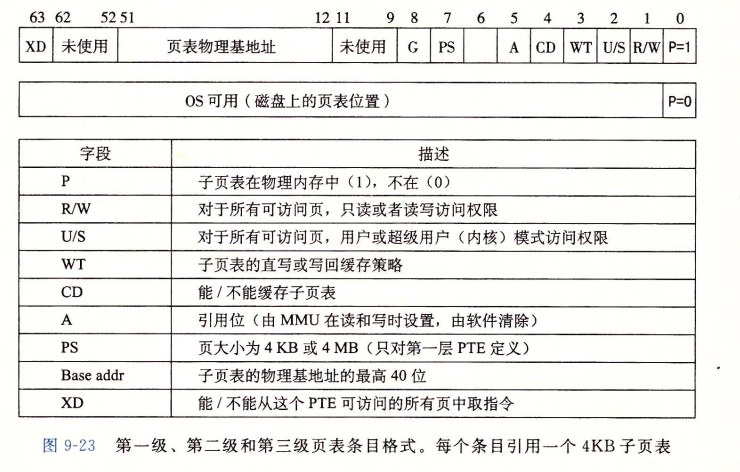 63 62 52 51 12 11 9 8 7 6 5 4 3 2 1 0
XD 未使用 页表物理基地址 未使用 G PS A CD WT U/S R/W P=1
OS 可用（磁盘上的页表位置） P=0
字段 描述
P 子页表在物理内存中（1），不在（0）
R/W 对于所有可访问页，只读或者读写访问权限
U/S 对于所有可访问页，用户或超级用户（内核）模式访问权限
WT 子页表的直写或写回缓存策略
CD 能 / 不能缓存子页表
A 引用位（由 MMU 在读和写时设置，由软件清除）
PS 页大小为 4 KB 或 4 MB（只对第一层 PTE 定义）
Base addr 子页表的物理基地址的最高 40 位
XD 能 / 不能从这个 PTE 可访问的所有页中取指令
图 9-23 第一级、第二级和第三级页表条目格式。每个条目引用一个 4KB 子页表